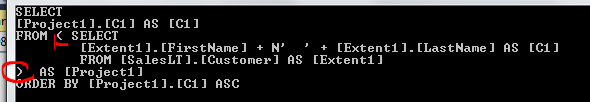 SELECT
[Project1].[C1] AS [C1]
FROM ( SELECT
[Extent1].[FirstName] + N' ' + [Extent1].[LastName] AS [C1]
FROM [SalesLT].[Customer] AS [Extent1]
) AS [Project1]
ORDER BY [Project1].[C1] ASC